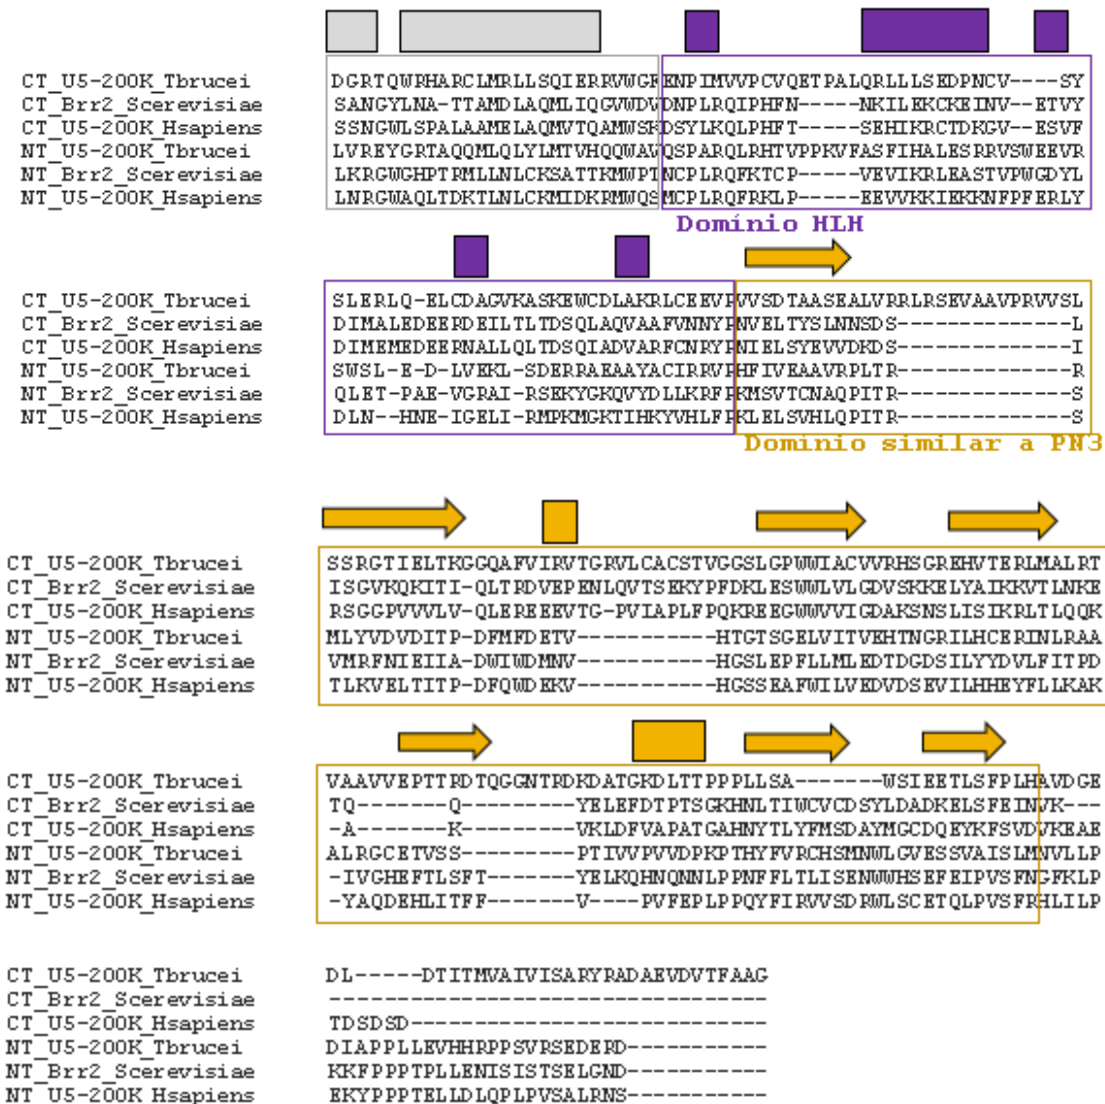 CT_U5-200K_Tbrucei DGRTQWRHARCLMRLLSQIERRVWGFENPIMVVPCVQETPALQRLLLSEDPNCV----SY
CT_Brr2_Scerevisiae SANGYLNA-TTAMDLAQMLIQGVWDVDNPLRQIPHFN-----NKILEKCKEINV--ETVY
CT_U5-200K_Hsapiens SSNGWLSPALAAMELAQMVTQAMWSKDSYLKQLPHFT-----SEHIKRCTDKGV--ESVF
NT_U5-200K_Tbrucei LVREYGRTAQQMLQLYLMTVHQQWAVQSPARQLRHTVPPKVFASFIHALESRRVSWEEVR
NT_Brr2_Scerevisiae LKRGWGHPTRMLLNLCKSATTKMWPTNCPLRQFKTCP-----VEVIKRLEASTVPWGDYL
NT_U5-200K_Hsapiens LNRGWAQLTDKTLNLCKMIDKRMWQSMCPLRQFRKLP-----EEVVKKIEKKNFPFERLY
Domínio HLH
CT_U5-200K_Tbrucei SLERLQ-ELCDAGVKASKEWCDLAKRLCEEVPVVSDTAASEALVRRLRSEVAAVPRVVSL
CT_Brr2_Scerevisiae DIMALEDEERDEILTLTDSQLAQVAAFVNNYPNVELTYSLNNSDS--------------L
CT_U5-200K_Hsapiens DIMEMEDEERNALLQLTDSQIADVARFCNRYPNIELSYEVVDKDS--------------I
NT_U5-200K_Tbrucei SWSL-E-D-LVEKL-SDERPAEAAYACIRRVPHFIVEAAVRPLTR--------------R
NT_Brr2_Scerevisiae QLET-PAE-VGRAI-RSEKYGKQVYDLLKRFPKMSVTCNAQPITR--------------S
NT_U5-200K_Hsapiens DLN--HNE-IGELI-RMPKMGKTIHKYVHLFPKLELSVHLQPITR--------------S
Domínio similar a PN3
CT_U5-200K_Tbrucei SSRGTIELTKGGQAFVIRVTGRVLCACSTVGGSLGPWWIACVVRHSGREHVTERLMALRT
CT_Brr2_Scerevisiae ISGVKQKITI-QLTRDVEPENLQVTSEKYPFDKLESWWLVLGDVSKKELYAIKKVTLNKE
CT_U5-200K_Hsapiens RSGGPVVVLV-QLEREEEVTG-PVIAPLFPQKREEGWWVVIGDAKSNSLISIKRLTLQQK
NT_U5-200K_Tbrucei MLYVDVDITP-DFMFDETV-----------HTGTSGELVITVEHTNGRILHCERINLRAA
NT_Brr2_Scerevisiae VMRFNIEIIA-DWIWDMNV-----------HGSLEPFLLMLEDTDGDSILYYDVLFITPD
NT_U5-200K_Hsapiens TLKVELTITP-DFQWDEKV-----------HGSSEAFWILVEDVDSEVILHHEYFLLKAK
CT_U5-200K_Tbrucei VAAVVVEPTTRDTQGGNTRDKDATGKDLTTPPPLLSA-------WSIEETLSFPLHAVDGE
CT_Brr2_Scerevisiae TQ-------Q---------YELEFDTPTSGKHNLTIWCVCDSYLDADKELSFEINVK---
CT_U5-200K_Hsapiens -A-------K---------VKLDFVAPATGAHNYTLYFMSDAYMGCDQEYKFSVDVKEAE
NT_U5-200K_Tbrucei ALRGCETVSS---------PTIVVPVVDPKPTHYFVRCHSMNWLGVESSVAISLMNVLLP
NT_Brr2_Scerevisiae -IVGHEFTLSFT-------YELKQHNQNNLPPNFFLTLISENWWHSEFEIPVSFNGFKLP
NT_U5-200K_Hsapiens -YAQDEHLITFF-------V----PVFEPLPPQYFIRVVSDRWLSCETQLPVSFRHLILP
CT_U5-200K_Tbrucei DL-----DTITMVAIVISARYRADAEVDVTFAAG
CT_Brr2_Scerevisiae ----------------------------------
CT_U5-200K_Hsapiens TDSDSD----------------------------
NT_U5-200K_Tbrucei DIAPPLLEVHHRPPSVRSEDERD-----------
NT_Brr2_Scerevisiae KKFPPPTPLLENISISTSELGND-----------
NT_U5-200K_Hsapiens EKYPPPTELLDLQPLPVSALRNS-----------